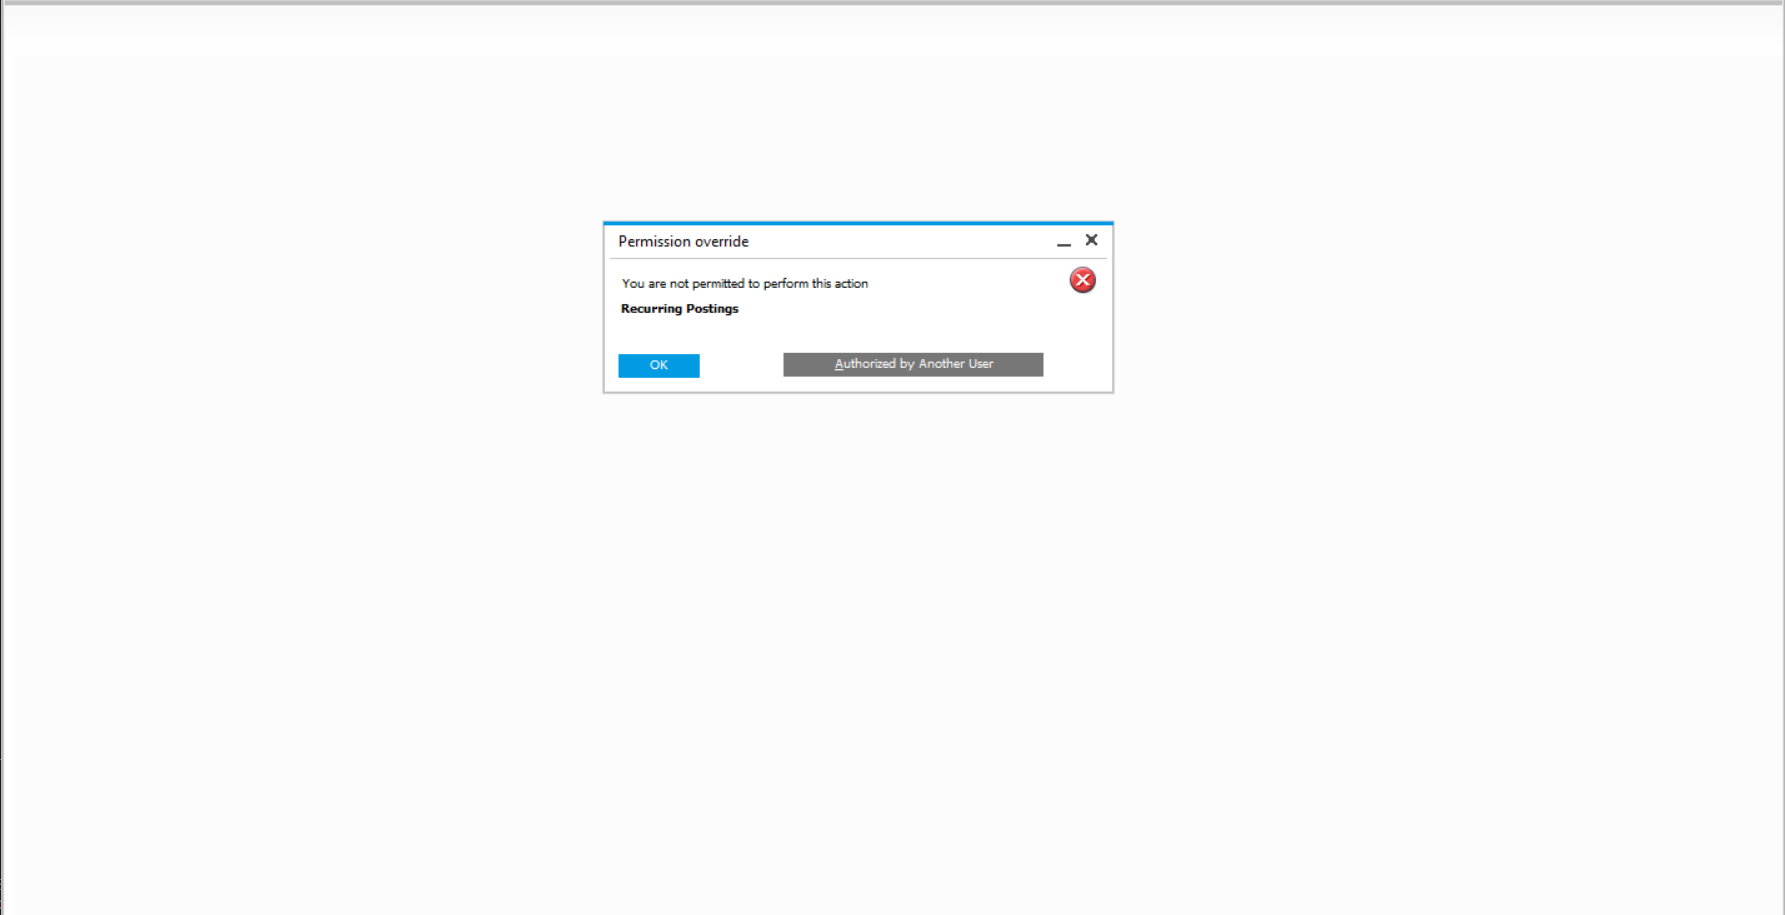 Permission override
You are not permitted to perform this action
Recurring Postings
OK
Authorized by Another User